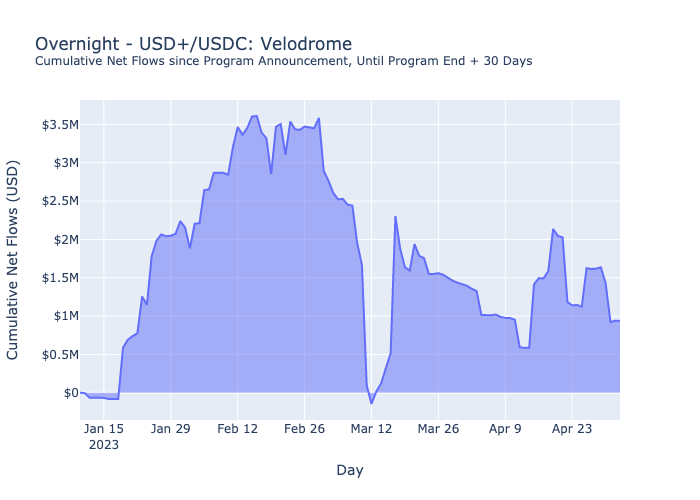 Overnight - USD+/USDC: Velodrome
Cumulative Net Flows since Program Announcement, Until Program End + 30 Days
Cumulative Net Flows (USD)
$3.5M
$3M
$2.5M
$2M
$1.5M
$1M
$0.5M
$0
Jan 15 Jan 29 Feb 12 Feb 26 Mar 12 Mar 26 Apr 9 Apr 23
2023
Day